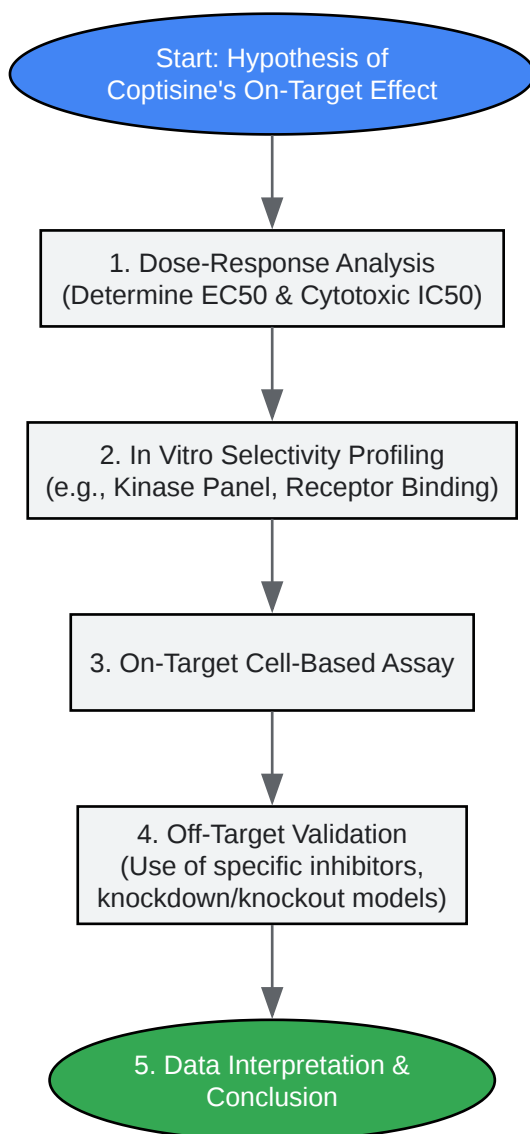 Start: Hypothesis of
Coptisine's On-Target Effect
1. Dose-Response Analysis
(Determine EC50 & Cytotoxic IC50)
2. In Vitro Selectivity Profiling
(e.g., Kinase Panel, Receptor Binding)
3. On-Target Cell-Based Assay
4. Off-Target Validation
(Use of specific inhibitors,
knockdown/knockout models)
5. Data Interpretation &
Conclusion